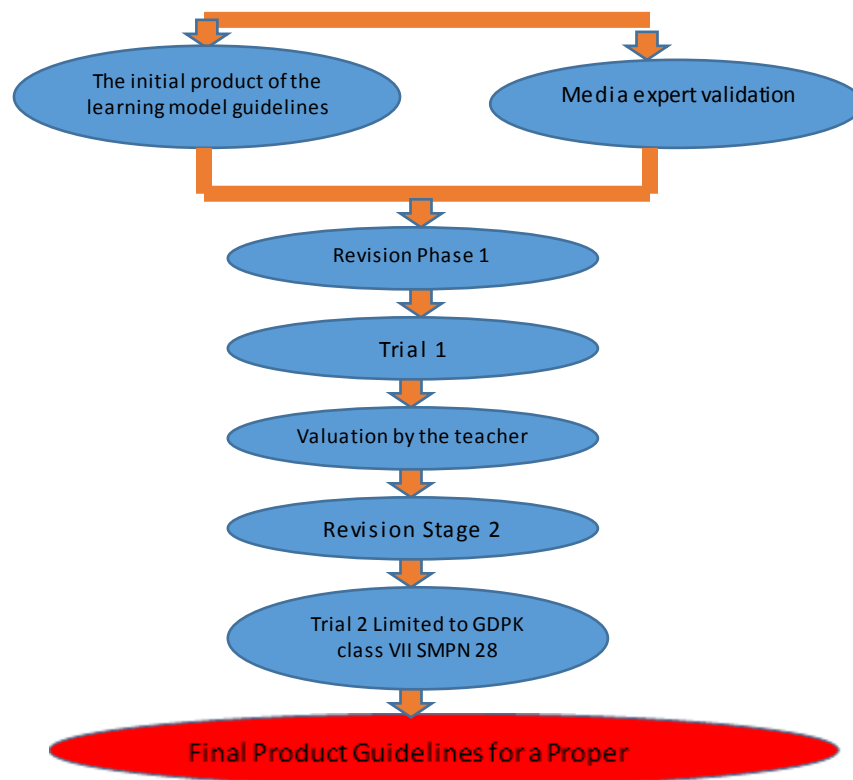 The initial product of the
learning model guidelines
Media expert validation
Revision Phase 1
Trial 1
Valuation by the teacher
Revision Stage 2
Trial 2 Limited to GDPK
class VII SMPN 28
Final Product Guidelines for a Proper